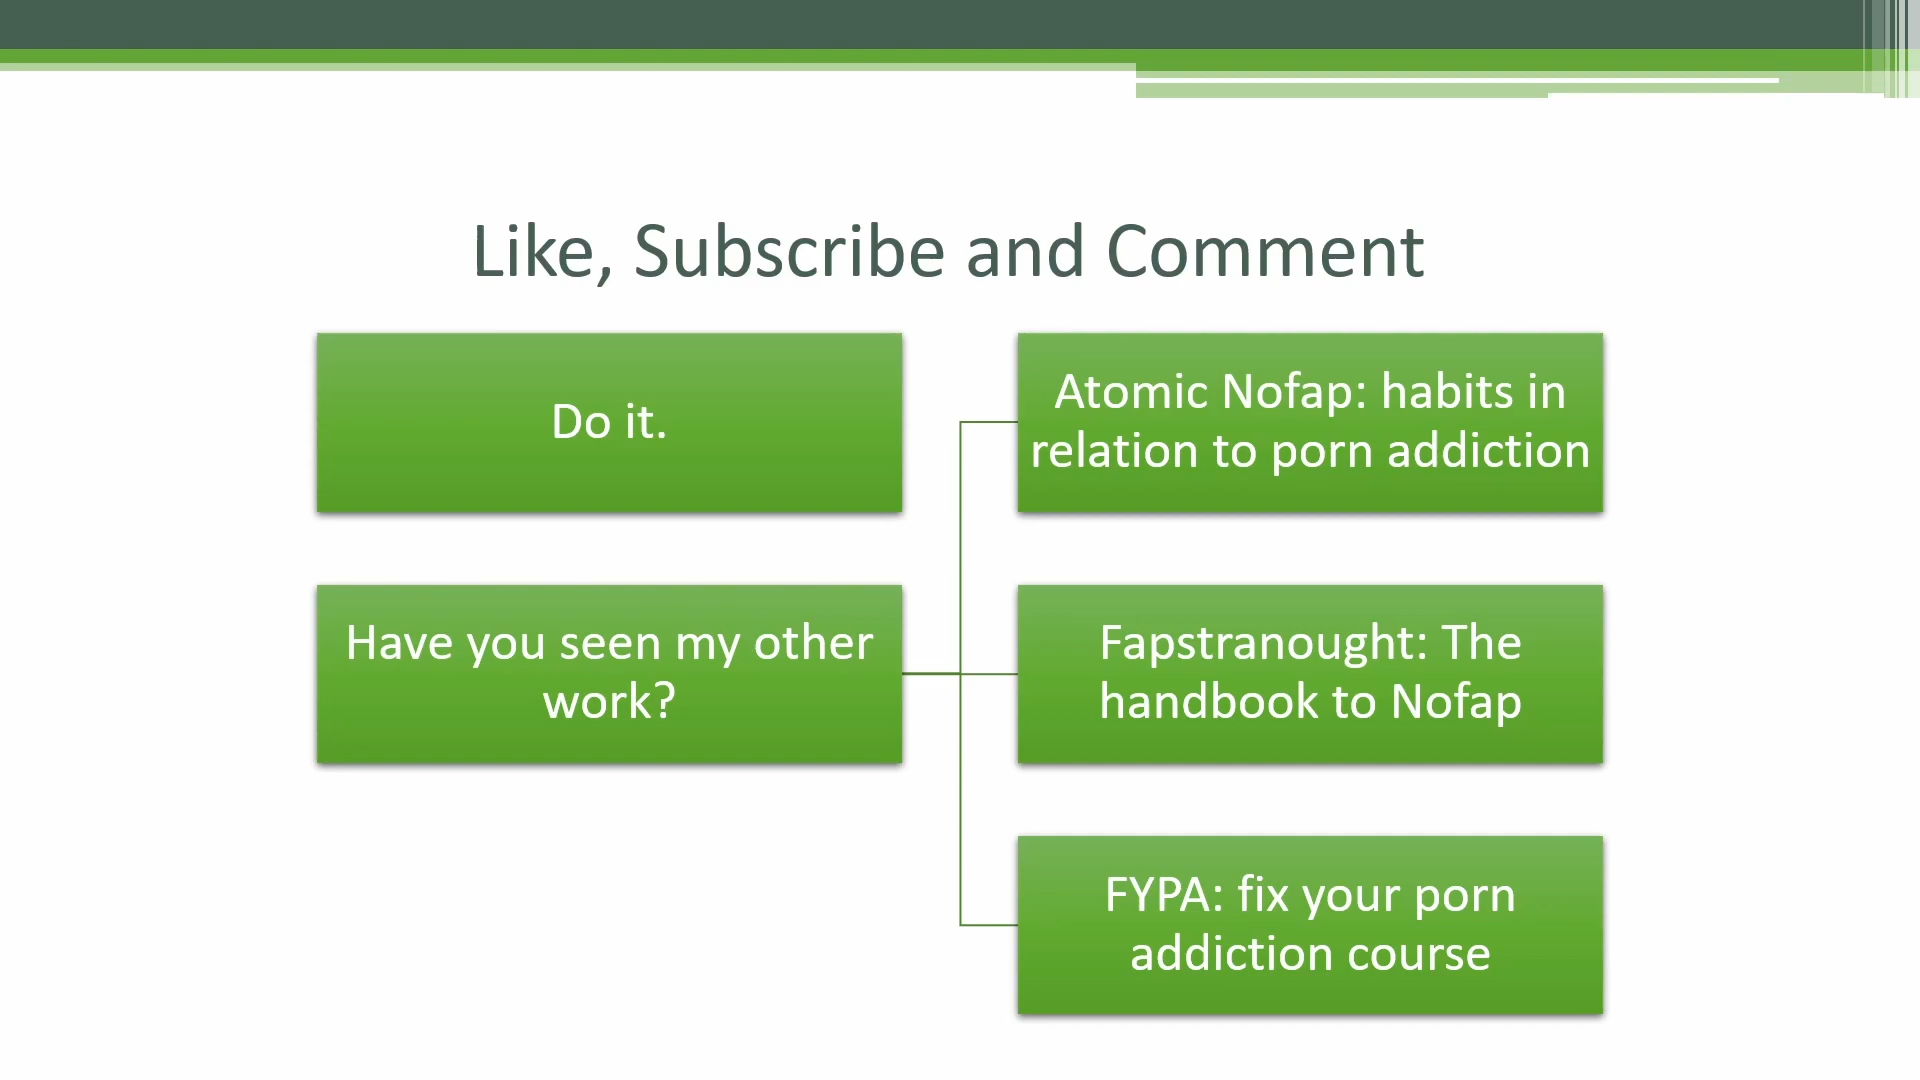 Like, Subscribe and Comment
Do it.
Have you seen my other
work?
Atomic Nofap: habits in
relation to porn addiction
Fapstranought: The
handbook to Nofap
FYPA: fix your porn
addiction course